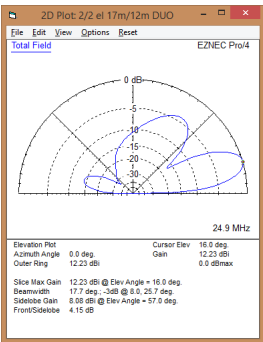 2D Plot: 2/2 el 17m/12m DUO
File Edit View Options Reset
Total Field EZNEC Pro/4
0 dB
-5
-10
-15
-20
-30
24.9 MHz
Elevation Plot Cursor Elev 16.0 deg.
Azimuth Angle 0.0 deg. Gain 12.23 dBi
Outer Ring 12.23 dBi 0.0 dBmax
Slice Max Gain 12.23 dBi @ Elev Angle = 16.0 deg.
Beamwidth 17.7 deg.; -3dB @ 8.0, 25.7 deg.
Sidelobe Gain 8.08 dBi @ Elev Angle = 57.0 deg.
Front/Sidelobe 4.15 dB